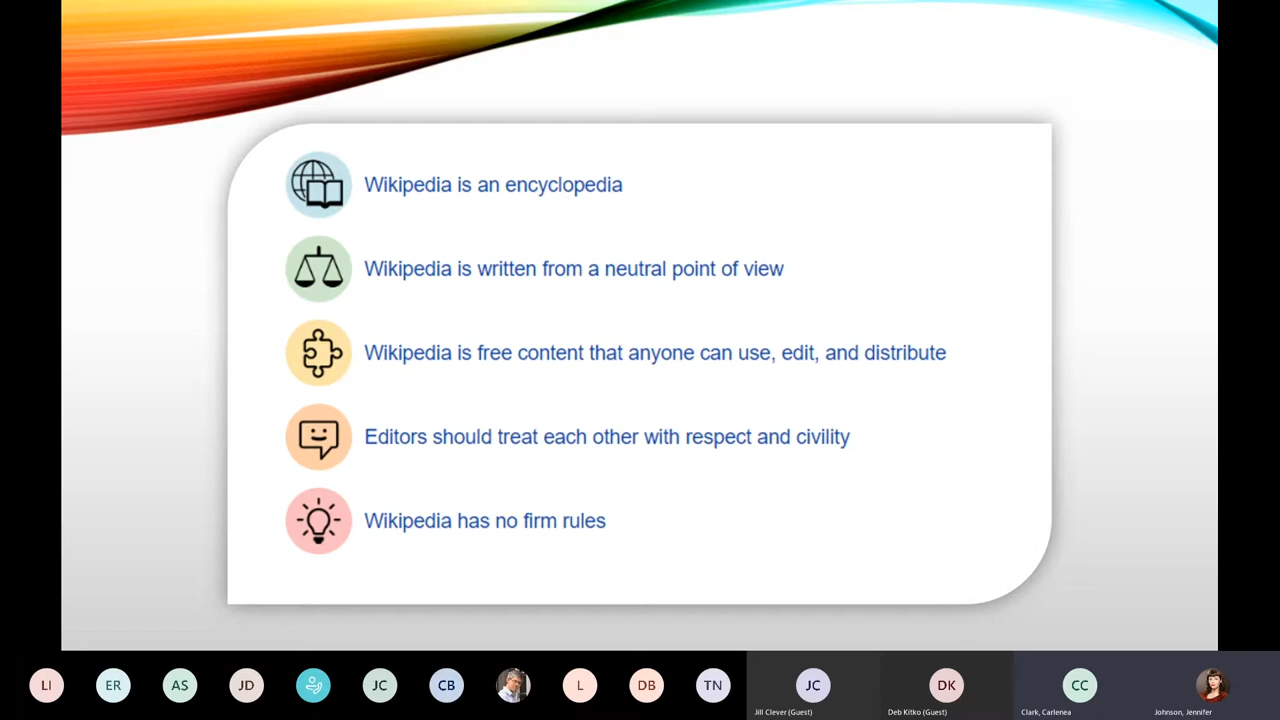 Wikipedia is an encyclopedia
Wikipedia is written from a neutral point of view
Wikipedia is free content that anyone can use, edit, and distribute
Editors should treat each other with respect and civility
Wikipedia has no firm rules
LI ER AS JD JC CB L DB TN JC DK CC
Jill Clever (Guest) Deb Kitko (Guest) Clark, Carlenea Johnson, Jennifer